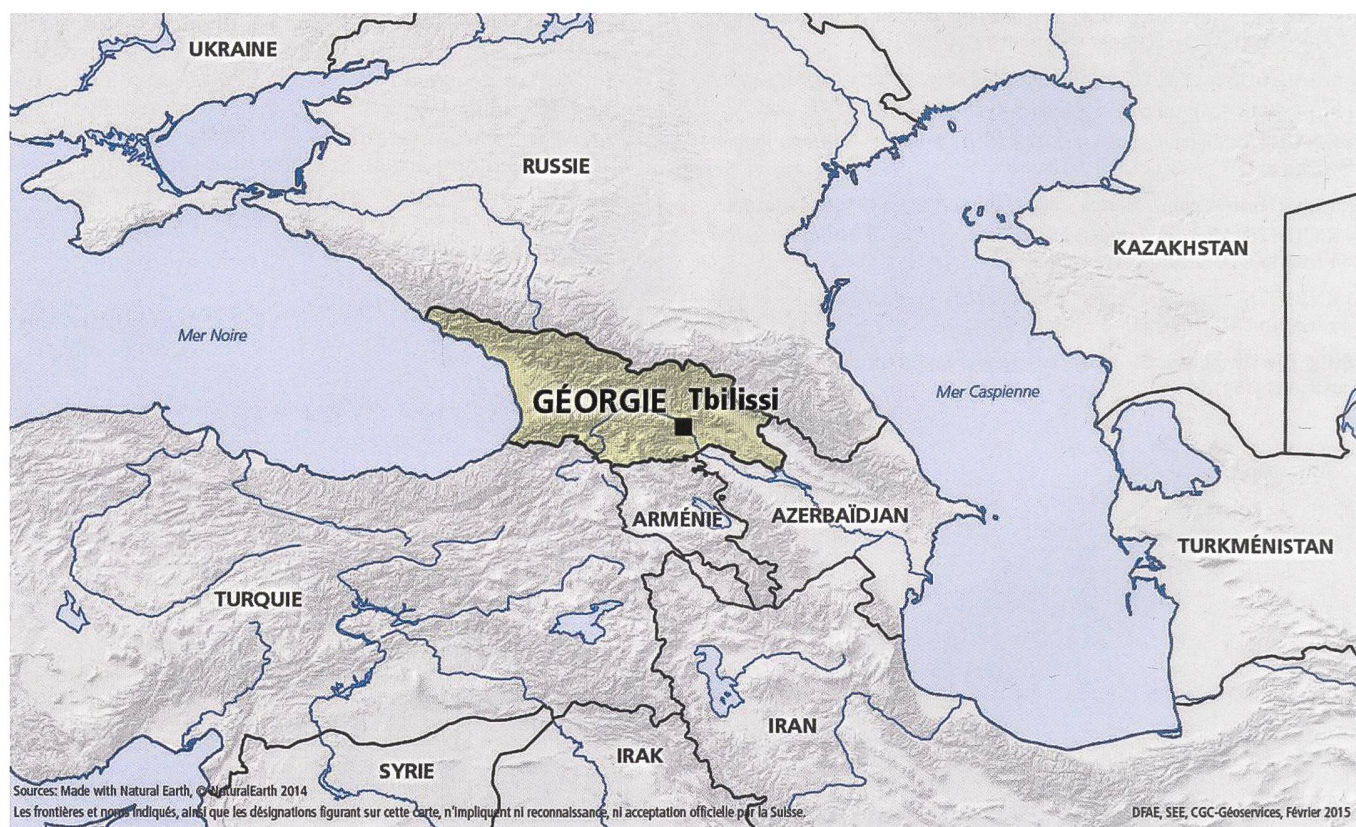 UKRAINE
RUSSIE
KAZAKHSTAN
Mer Noire
Mer Caspienne
GÉORGIE Tbilissi
ARMÉNIE
AZERBAÏDJAN
TURKMÉNISTAN
TURQUIE
IRAN
IRAK
SYRIE
Sources: Made with Natural Earth, © NaturalEarth 2014
Les frontières et noms indiqués, ainsi que les désignations figurant sur cette carte, n'impliquent ni reconnaissance, ni acceptation officielle par la Suisse.
DFAE, SEE, CGC-Géoservices, Février 2015